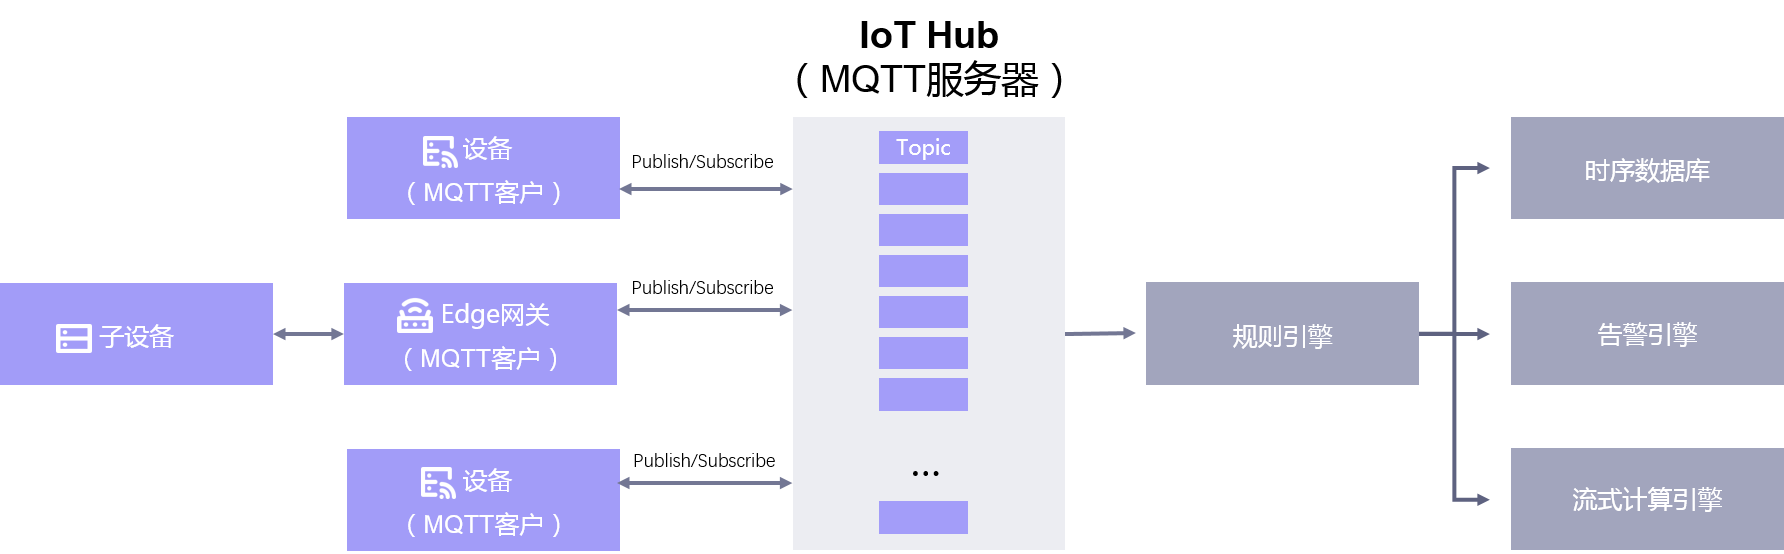 IoT Hub
（MQTT服务器）
设备
（MQTT客户）
Publish/Subscribe
Topic
时序数据库
子设备
Edge网关
（MQTT客户）
Publish/Subscribe
规则引擎
告警引擎
设备
（MQTT客户）
Publish/Subscribe
...
流式计算引擎